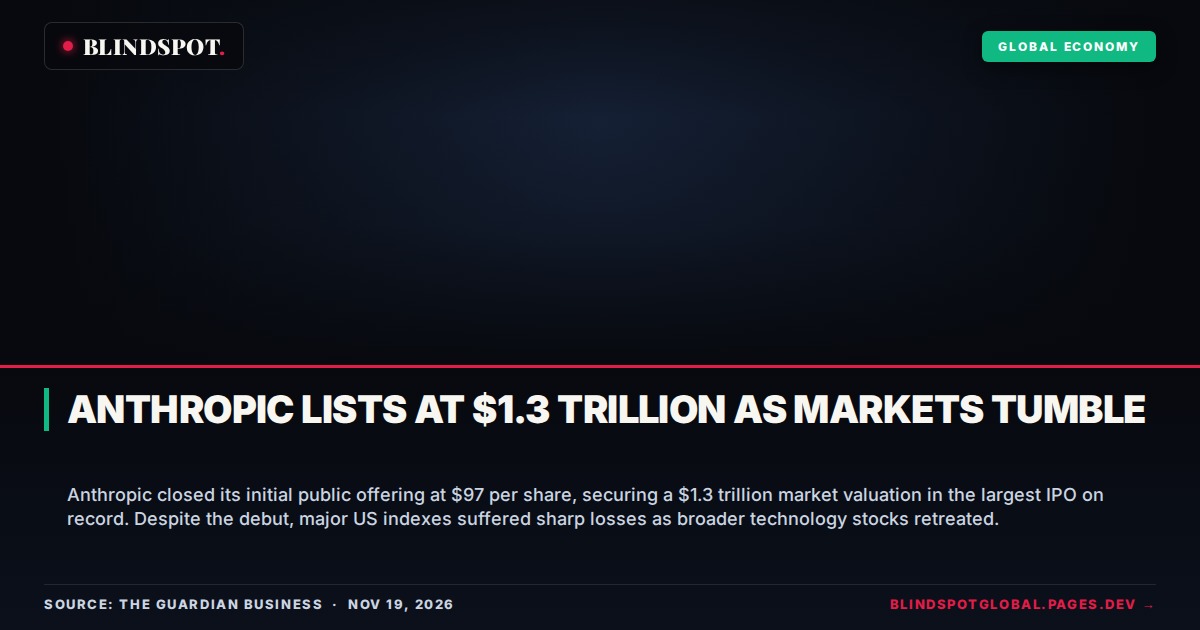 BLINDSPOT.
GLOBAL ECONOMY
ANTHROPIC LISTS AT $1.3 TRILLION AS MARKETS TUMBLE
Anthropic closed its initial public offering at $97 per share, securing a $1.3 trillion market valuation in the largest IPO on
record. Despite the debut, major US indexes suffered sharp losses as broader technology stocks retreated.
SOURCE: THE GUARDIAN BUSINESS · NOV 19, 2026
BLINDSPOTGLOBAL.PAGES.DEV →